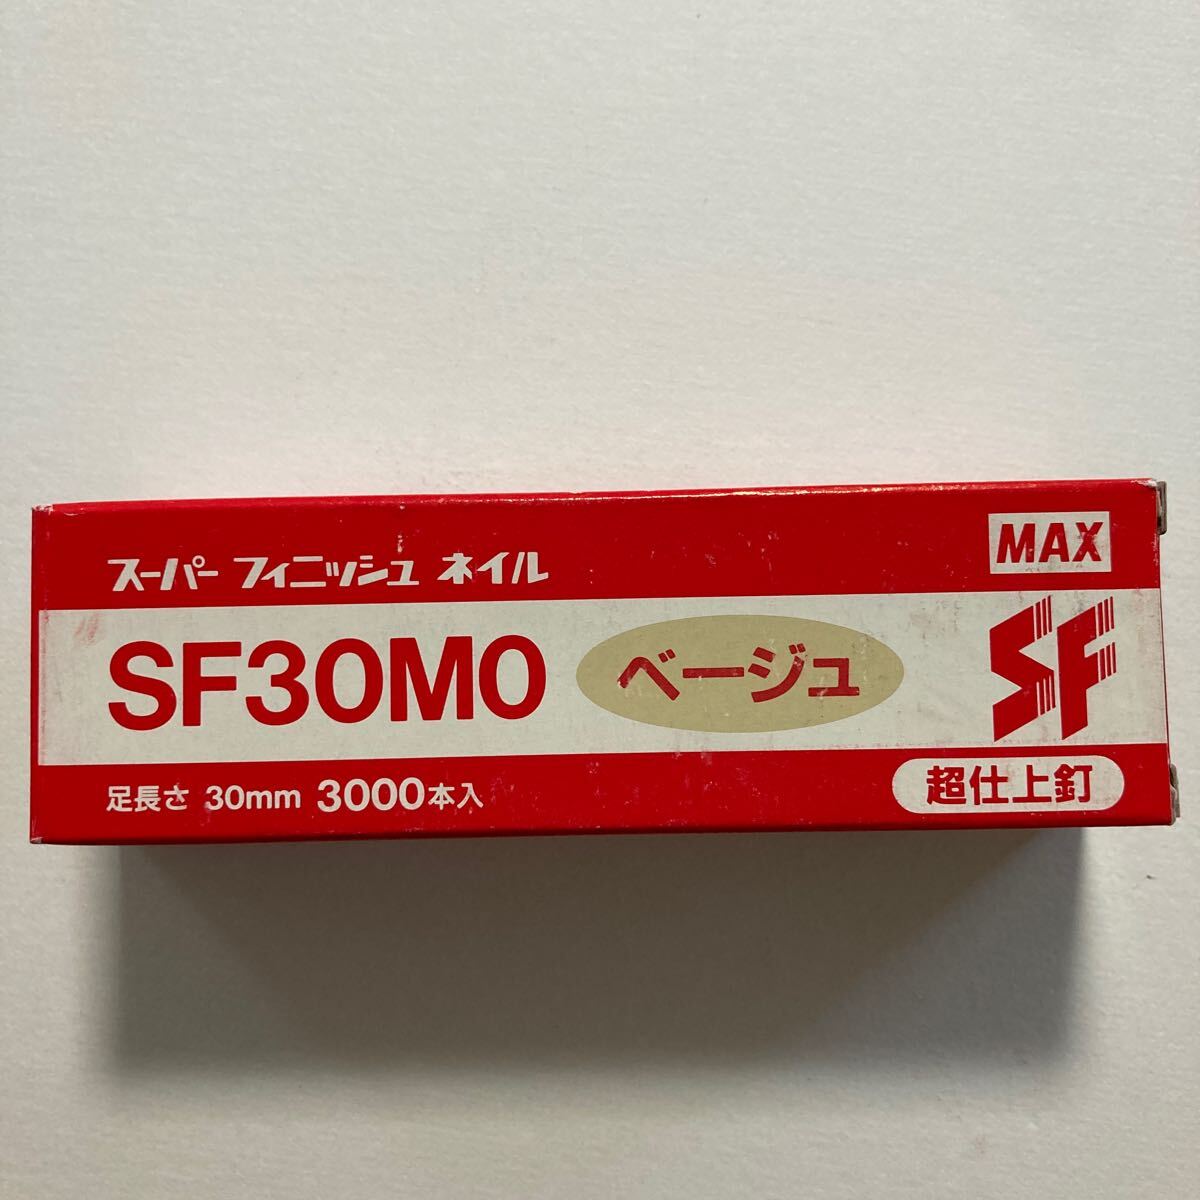 MAX
スーパー フィニッシュ ネイル
SF30M0 ベージュ SF
足長さ 30mm 3000本入
超仕上釘